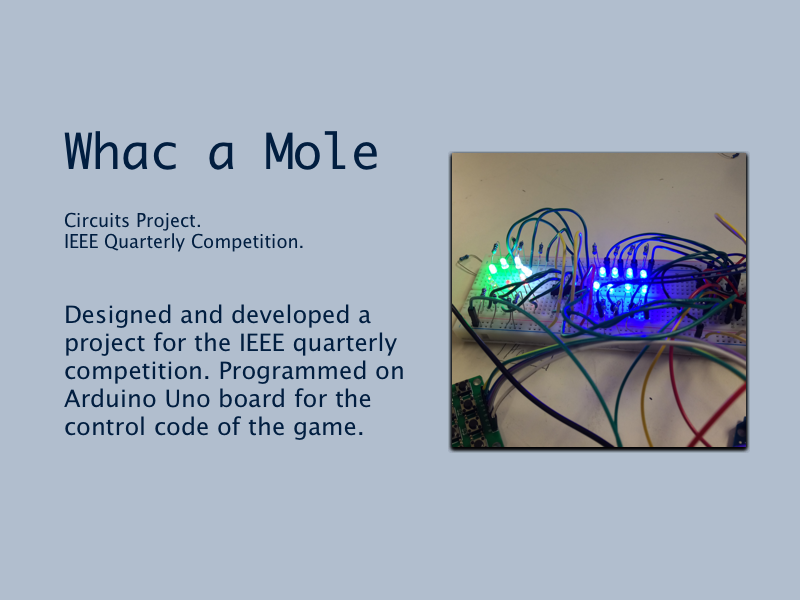 Whac a Mole
Circuits Project.
IEEE Quarterly Competition.
Designed and developed a
project for the IEEE quarterly
competition. Programmed on
Arduino Uno board for the
control code of the game.